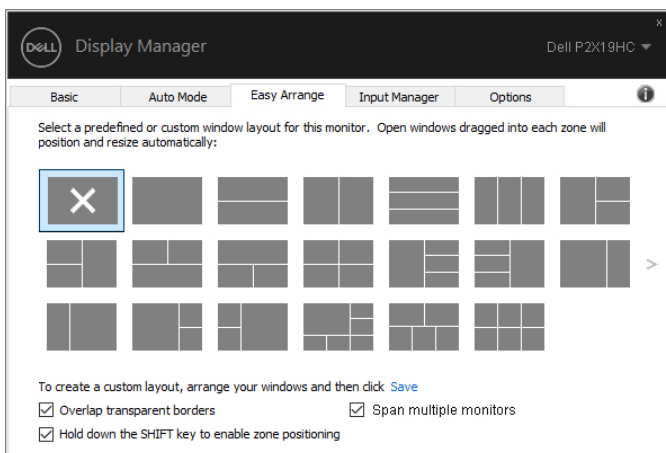 x
DELL Display Manager Dell P2X19HC
Basic Auto Mode Easy Arrange Input Manager Options i
Select a predefined or custom window layout for this monitor. Open windows dragged into each zone will
position and resize automatically:
>
To create a custom layout, arrange your windows and then click Save
Overlap transparent borders Span multiple monitors
Hold down the SHIFT key to enable zone positioning